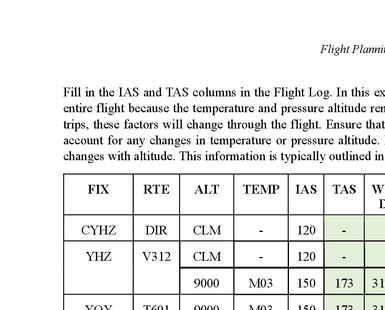 Flight Planni
Fill in the IAS and TAS columns in the Flight Log. In this ex
entire flight because the temperature and pressure altitude rem
trips, these factors will change through the flight. Ensure that
account for any changes in temperature or pressure altitude.
changes with altitude. This information is typically outlined in
FIX RTE ALT TEMP IAS TAS W
D
CYHZ DIR CLM - 120 -
YHZ V312 CLM - 120 -
9000 M03 150 173 31
YQY T601 9000 M03 150 173 31